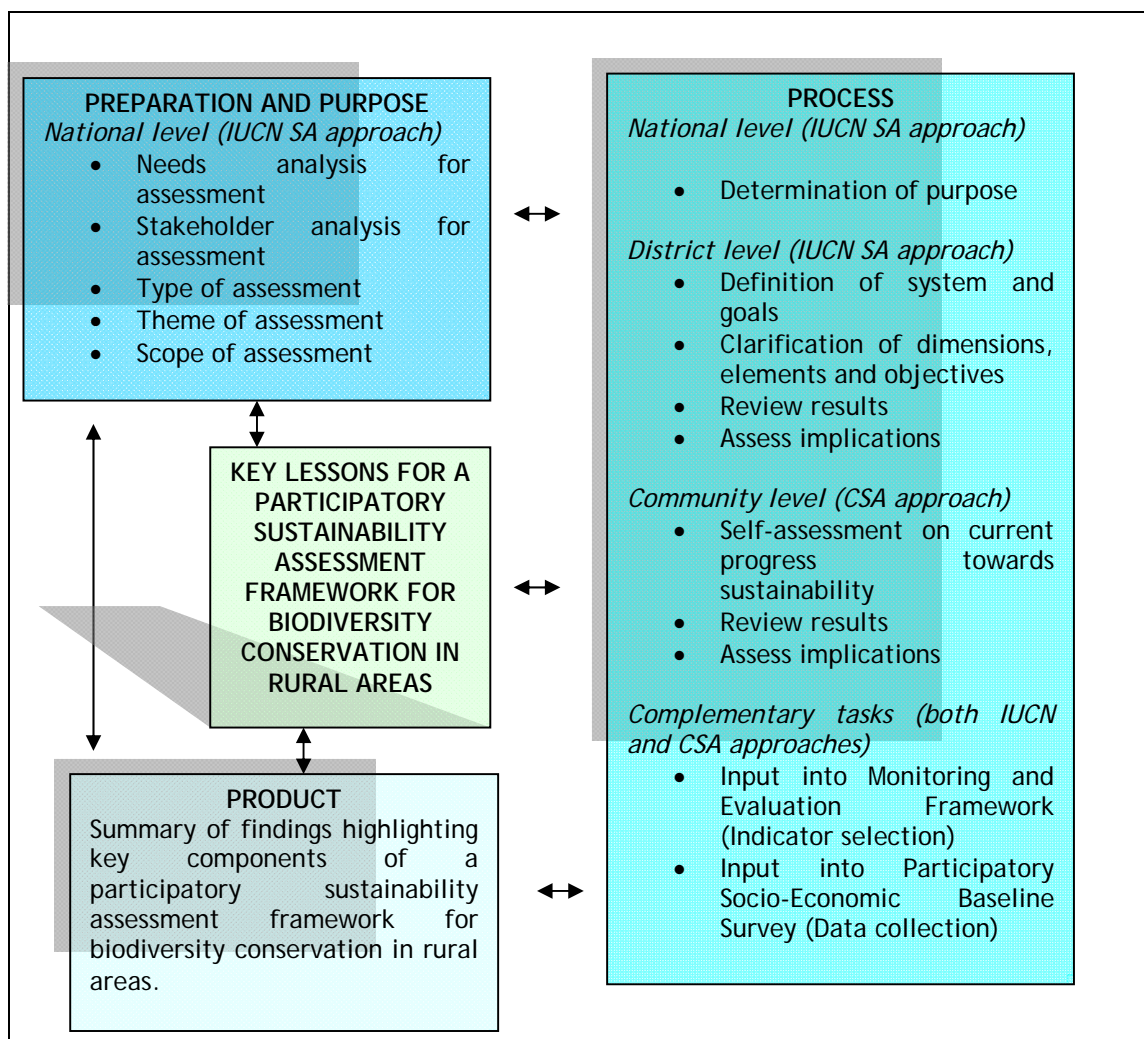 PREPARATION AND PURPOSE
National level (IUCN SA approach)
• Needs analysis for
assessment
• Stakeholder analysis for
assessment
• Type of assessment
• Theme of assessment
• Scope of assessment
KEY LESSONS FOR A
PARTICIPATORY
SUSTAINABILITY
ASSESSMENT
FRAMEWORK FOR
BIODIVERSITY
CONSERVATION IN
RURAL AREAS
PRODUCT
Summary of findings highlighting
key components of a
participatory sustainability
assessment framework for
biodiversity conservation in rural
areas.
PROCESS
National level (IUCN SA approach)
• Determination of purpose
District level (IUCN SA approach)
• Definition of system and
goals
• Clarification of dimensions,
elements and objectives
• Review results
• Assess implications
Community level (CSA approach)
• Self-assessment on current
progress towards
sustainability
• Review results
• Assess implications
Complementary tasks (both IUCN
and CSA approaches)
• Input into Monitoring and
Evaluation Framework
(Indicator selection)
• Input into Participatory
Socio-Economic Baseline
Survey (Data collection)